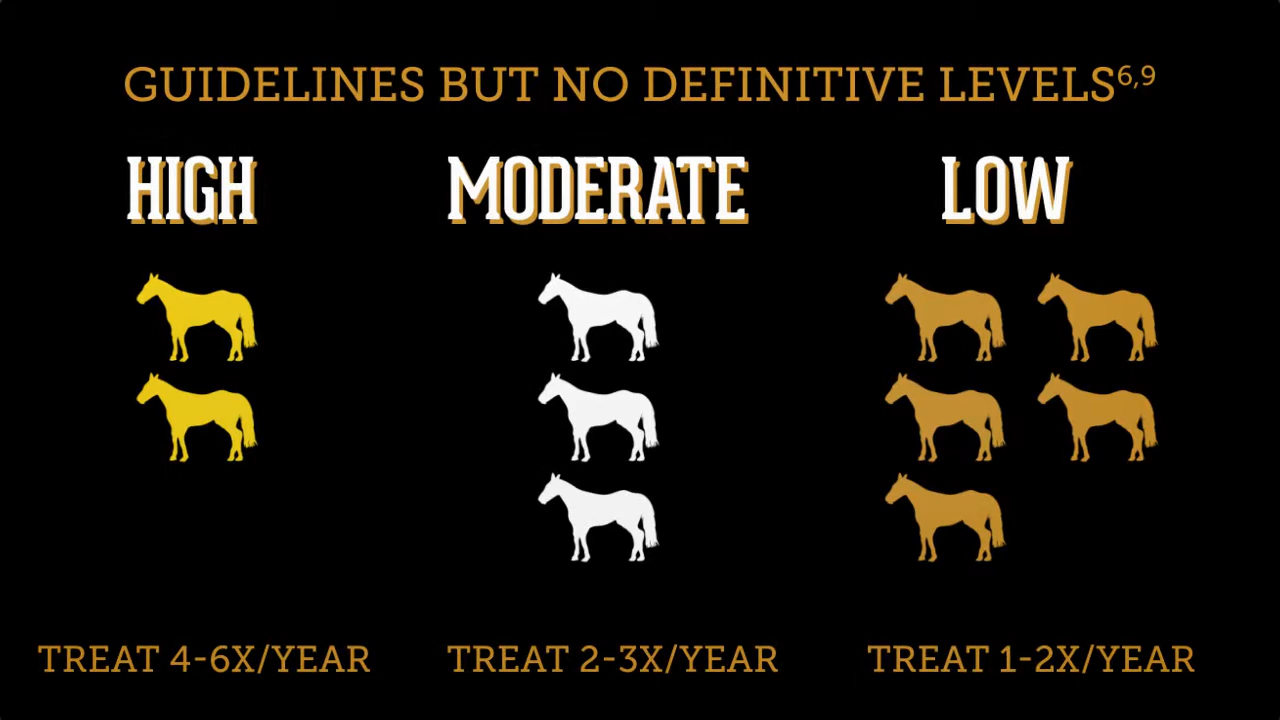 GUIDELINES BUT NO DEFINITIVE LEVELS6,9
HIGH
MODERATE
LOW
TREAT 4-6X/YEAR
TREAT 2-3X/YEAR
TREAT 1-2X/YEAR